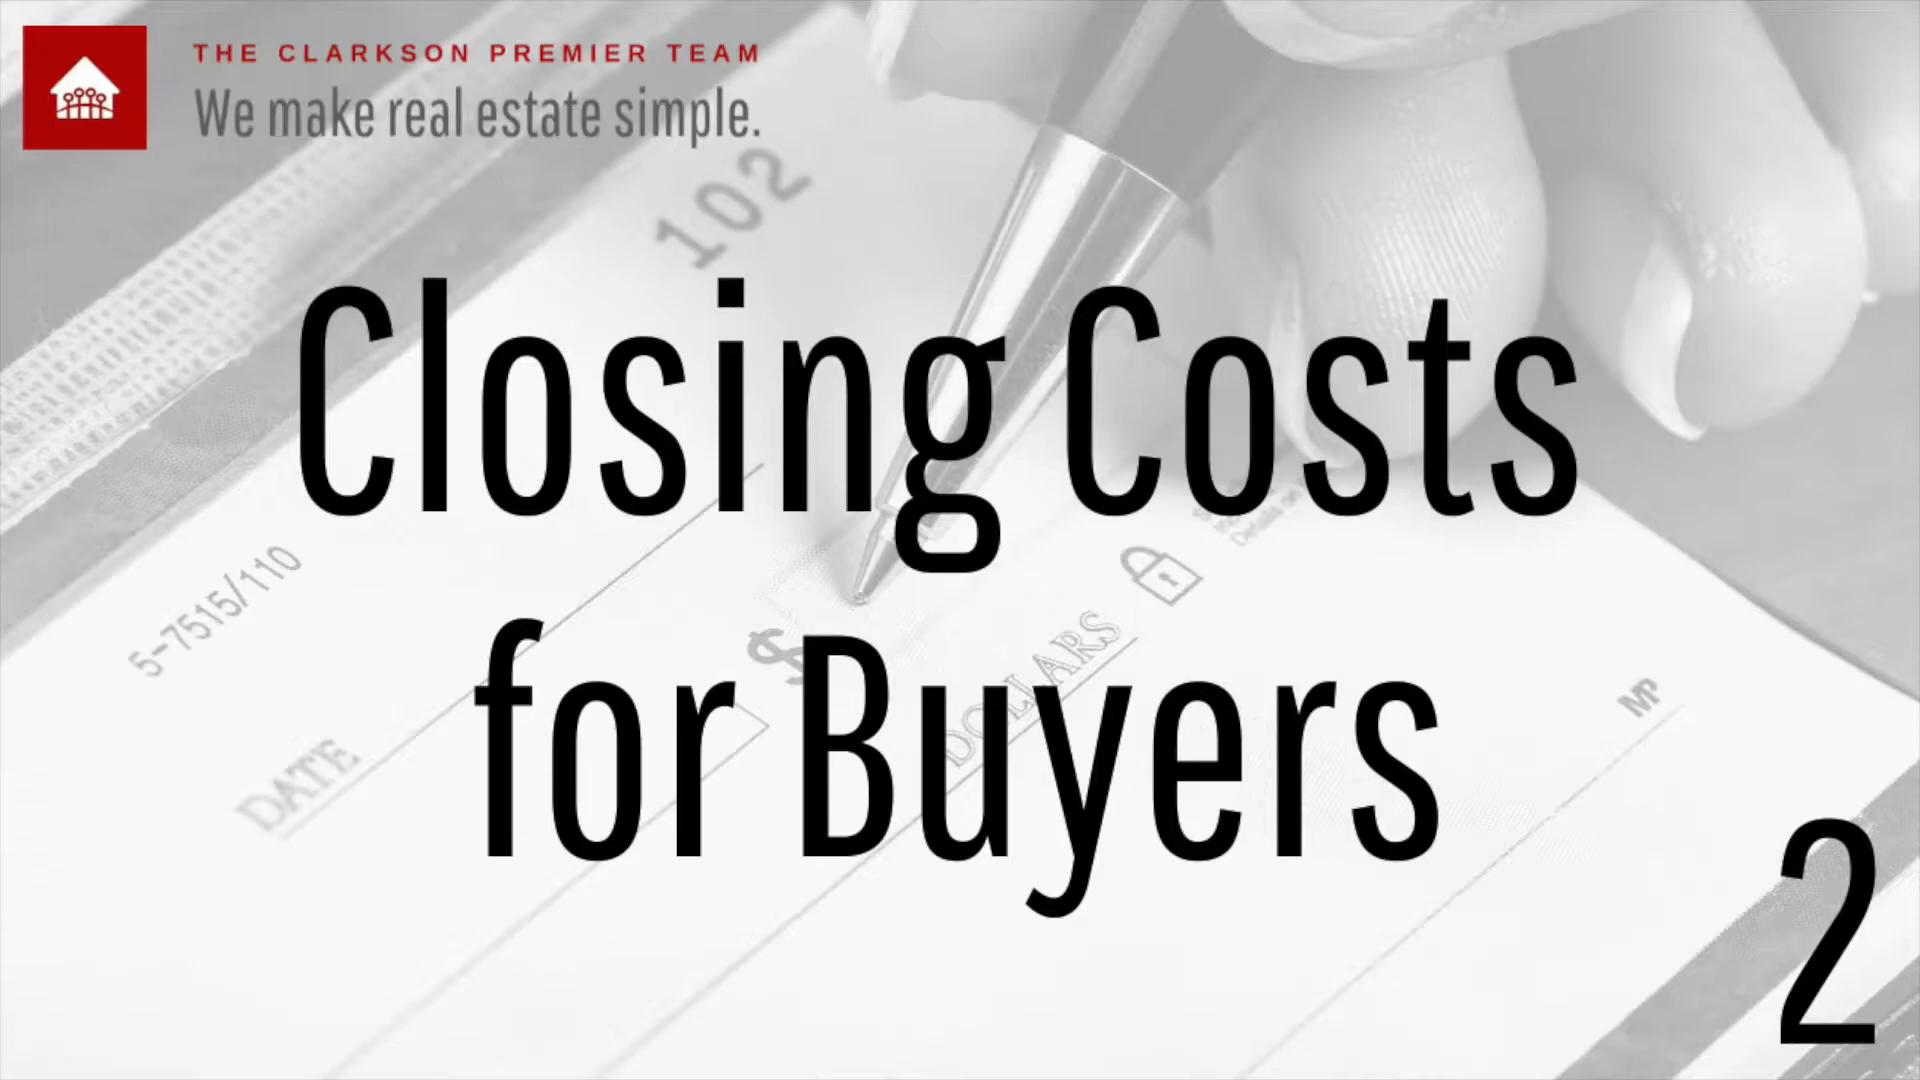 THE CLARKSON PREMIER TEAM
We make real estate simple.
102
Closing Costs
5-7515/110
$
DOLLARS
for Buyers
MP
DATE
2